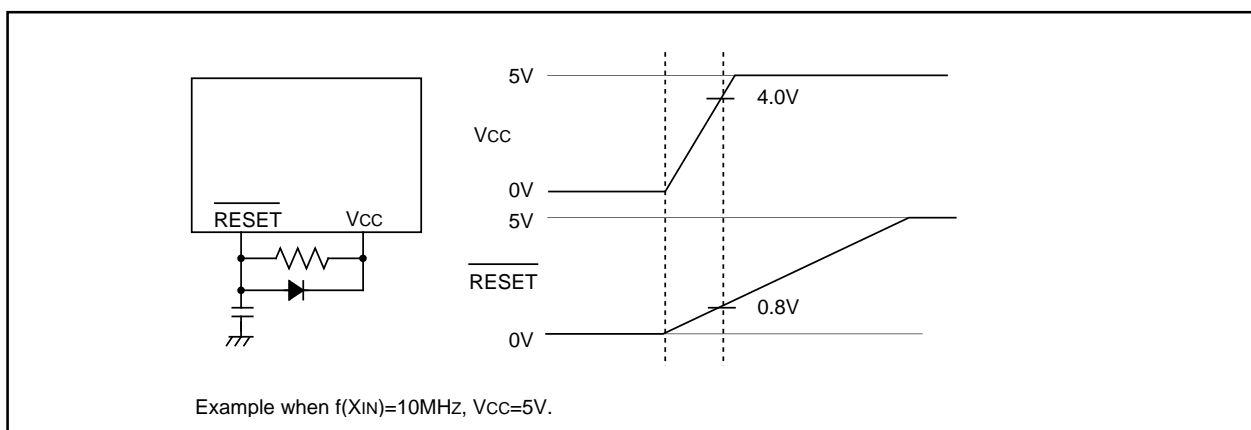 5V
4.0V
VCC
0V
RESET VCC
5V
RESET
0.8V
0V
Example when f(XIN)=10MHZ, VCC=5V.